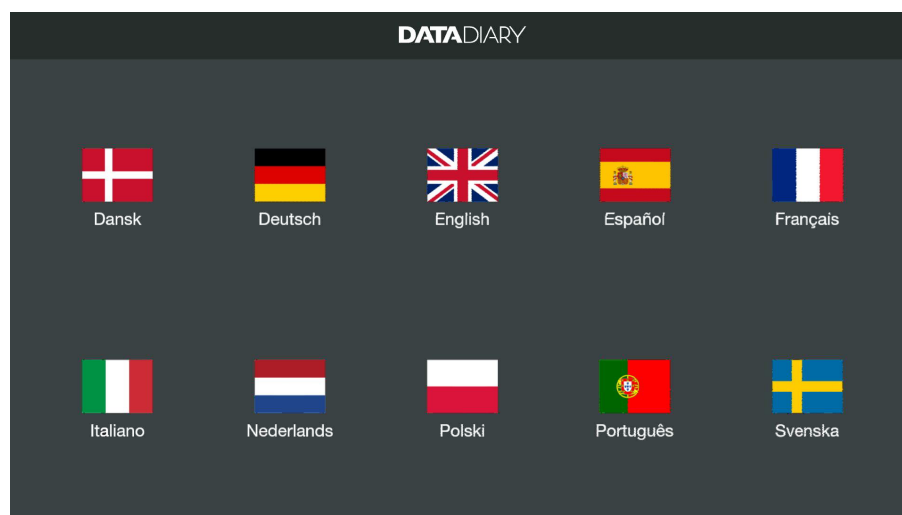 DATADIARY
Dansk Deutsch English Español Français
Italiano Nederlands Polski Português Svenska